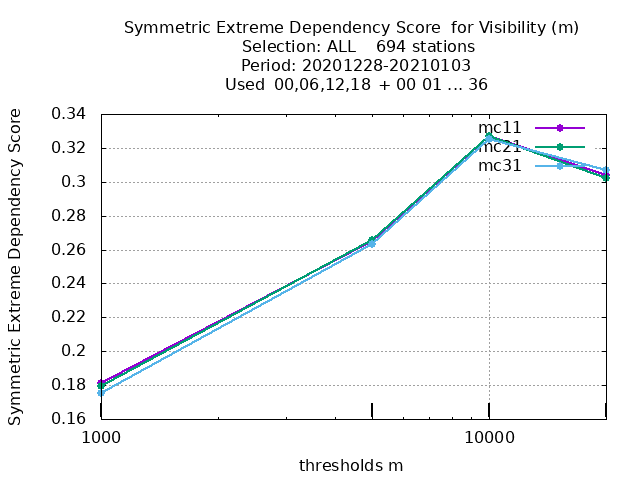 Symmetric Extreme Dependency Score  for Visibility (m)
Selection: ALL    694 stations
Period: 20201228-20210103
Used  00,06,12,18  + 00 01 ... 36
Symmetric Extreme Dependency Score
0.34
0.32
0.3
0.28
0.26
0.24
0.22
0.2
0.18
0.16
mc11
mc21
mc31
1000
10000
thresholds m